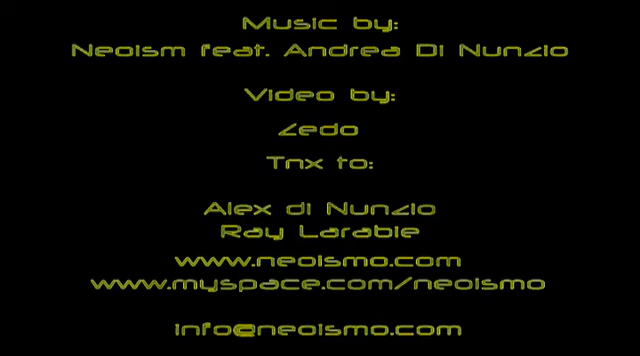 Music by:
Neoism feat. Andrea Di Nunzio
Video by:
Zedo
Tnx to:
Alex di Nunzio
Ray Larabie
www.neoismo.com
www.myspace.com/neoismo
info@neoismo.com